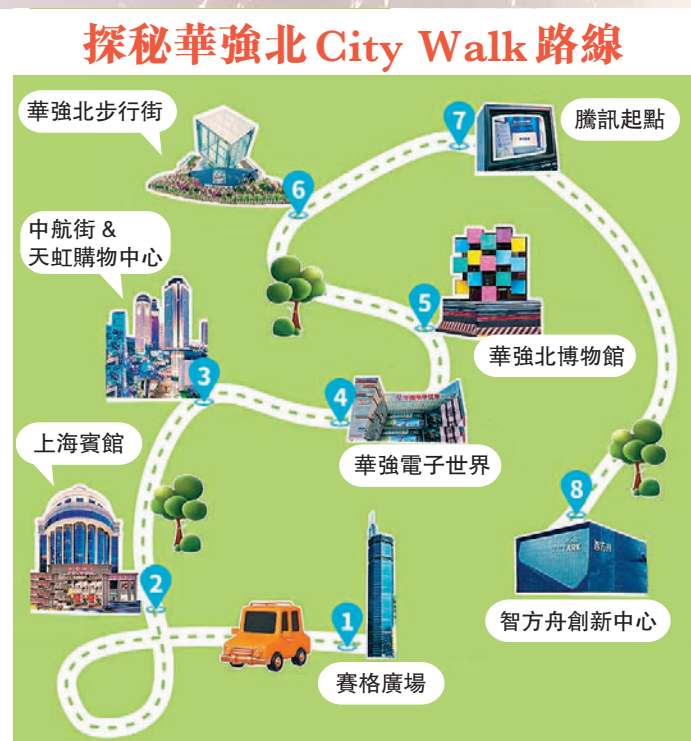 探秘華強北City Walk路線
華強北步行街
7
騰訊起點
6
中航街&
天虹購物中心
5
華強北博物館
3
4
華強電子世界
上海賓館
8
智方舟
2
智方舟創新中心
1
賽格廣場